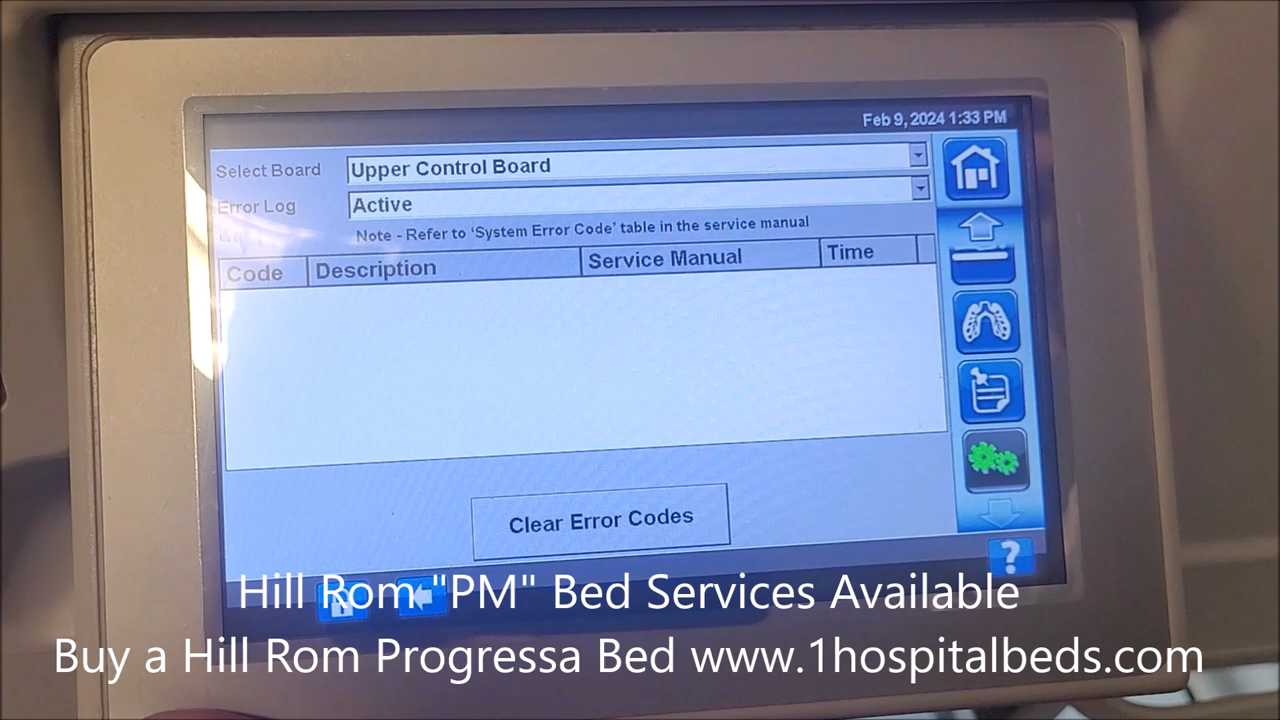 Feb 9, 2024 1:33 PM
Select Board Upper Control Board
Error Log Active
Note - Refer to 'System Error Code' table in the service manual
Code Description Service Manual Time
Clear Error Codes
?
Hill Rom "PM" Bed Services Available
Buy a Hill Rom Progressa Bed www.1hospitalbeds.com